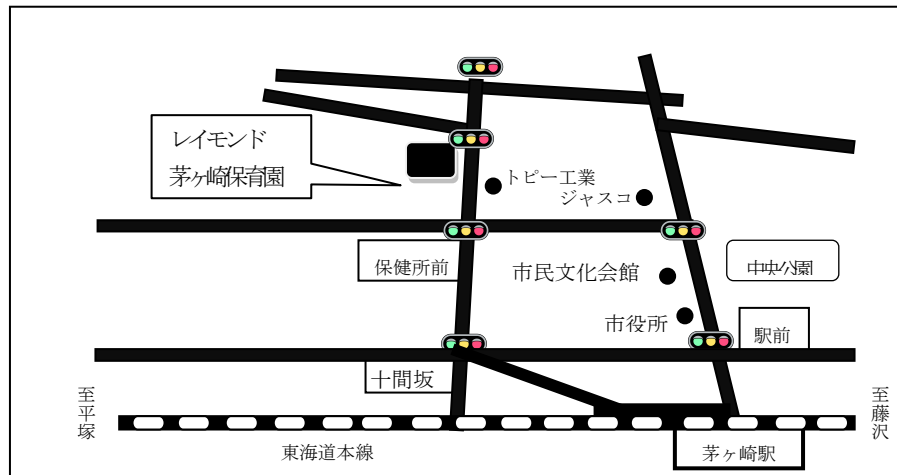 レイモンド
茅ヶ崎保育園
トピー工業
ジャスコ
保健所前
市民文化会館
中央公園
市役所
駅前
十間坂
至平塚
至藤沢
東海道本線
茅ヶ崎駅